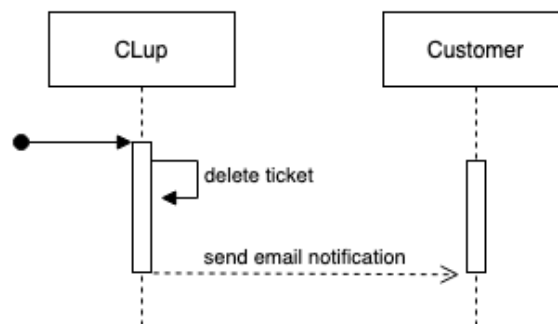 CLup
Customer
delete ticket
send email notification